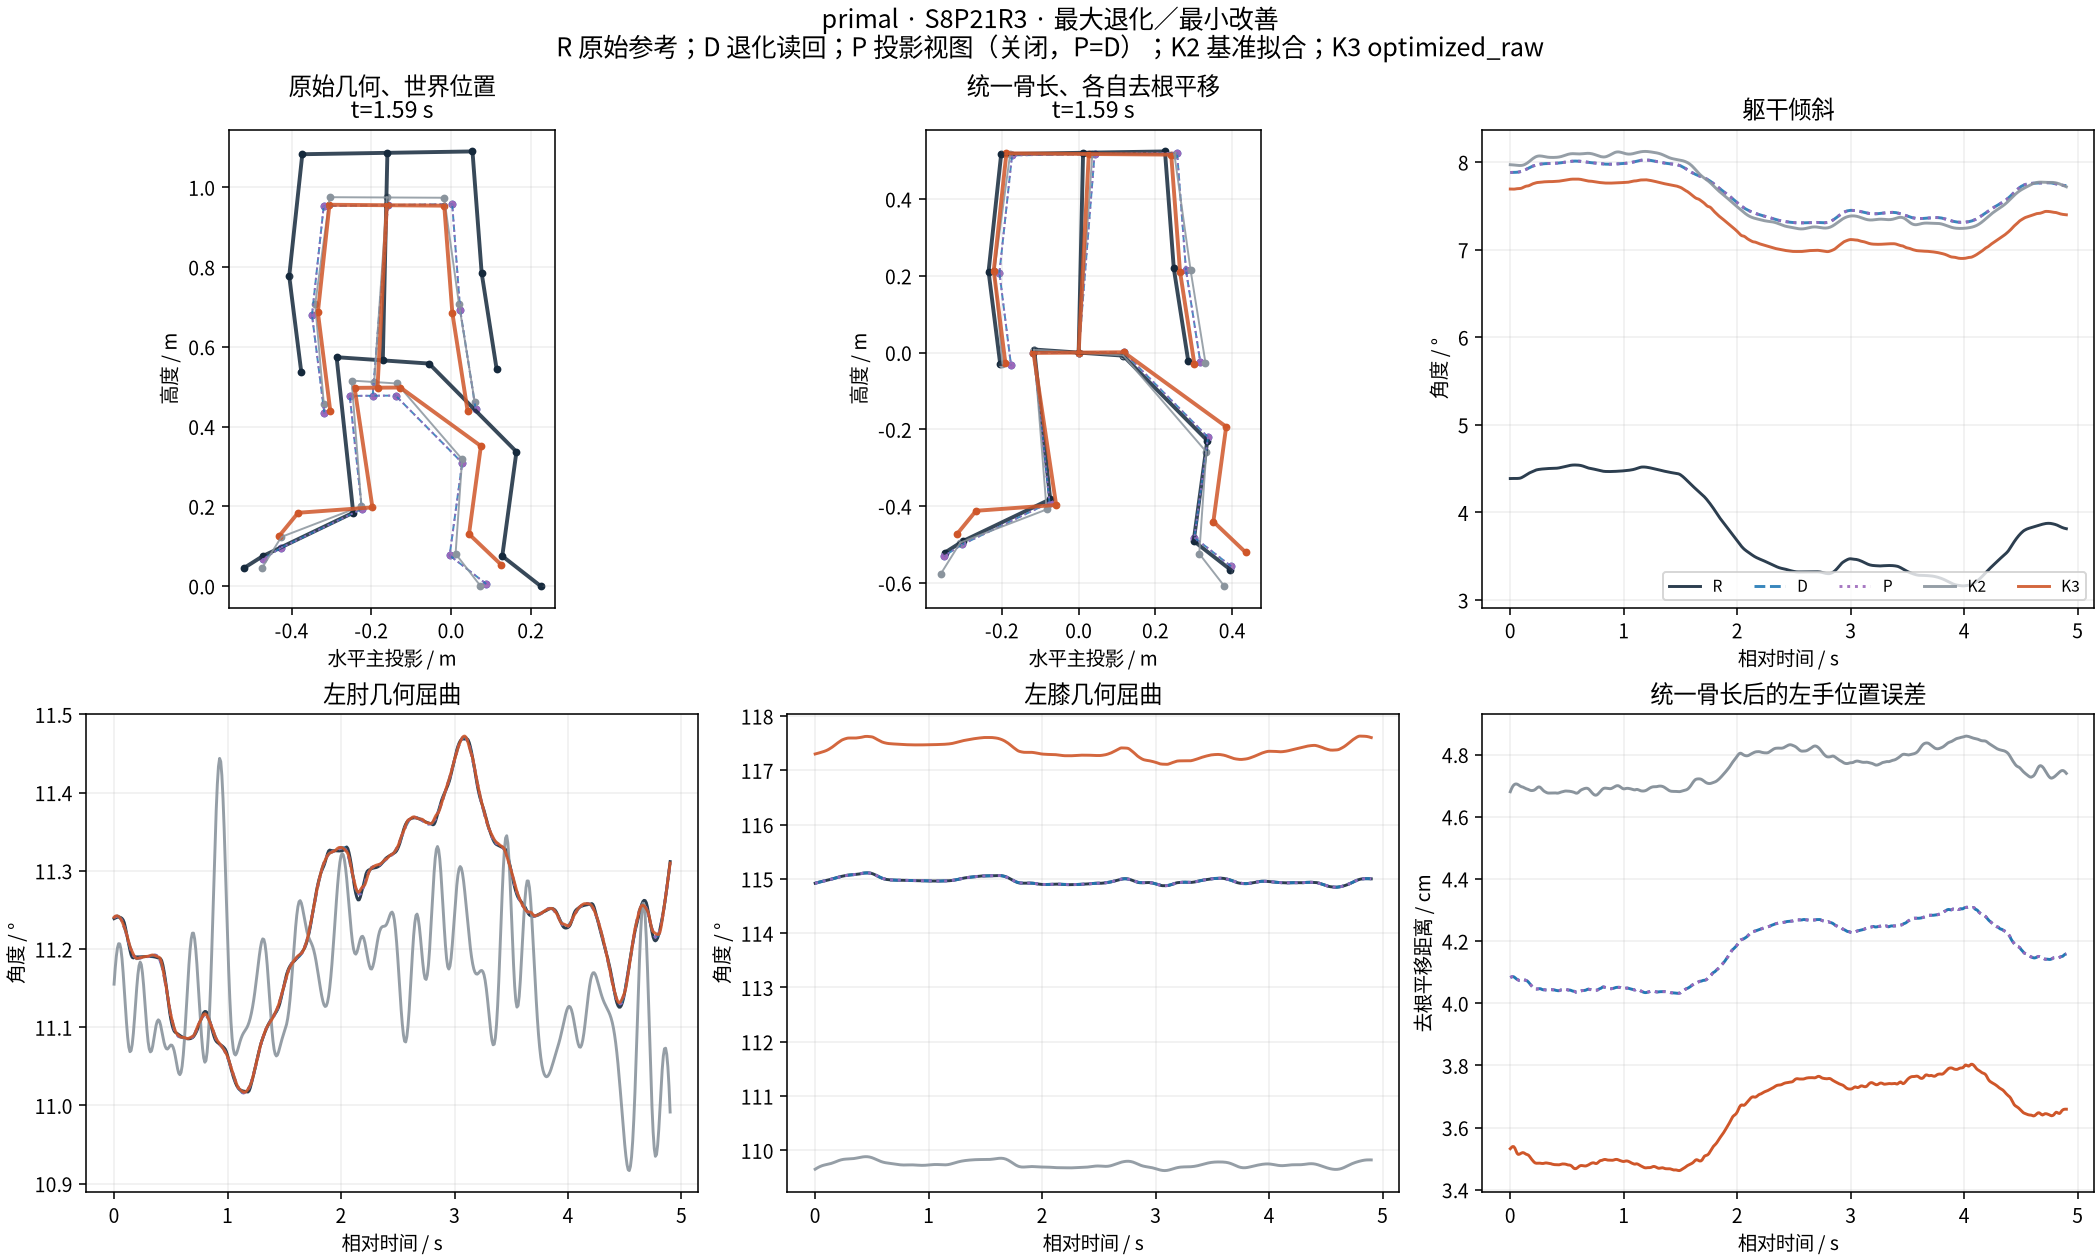 primal · S8P21R3 · 最大退化／最小改善
R 原始参考；D 退化读回；P 投影视图（关闭，P=D）；K2 基准拟合；K3 optimized_raw
原始几何、世界位置
t=1.59 s
高度 / m
1.0
0.8
0.6
0.4
0.2
0.0
-0.4
-0.2
0.0
0.2
水平主投影 / m
统一骨长、各自去根平移
t=1.59 s
高度 / m
0.4
0.2
0.0
-0.2
-0.4
-0.6
-0.2
0.0
0.2
0.4
水平主投影 / m
躯干倾斜
角度 / °
8
7
6
5
4
3
R
D
P
K2
K3
0
1
2
3
4
5
相对时间 / s
左肘几何屈曲
角度 / °
11.5
11.4
11.3
11.2
11.1
11.0
10.9
0
1
2
3
4
5
相对时间 / s
左膝几何屈曲
角度 / °
118
117
116
115
114
113
112
111
110
0
1
2
3
4
5
相对时间 / s
统一骨长后的左手位置误差
去根平移距离 / cm
4.8
4.6
4.4
4.2
4.0
3.8
3.6
3.4
0
1
2
3
4
5
相对时间 / s